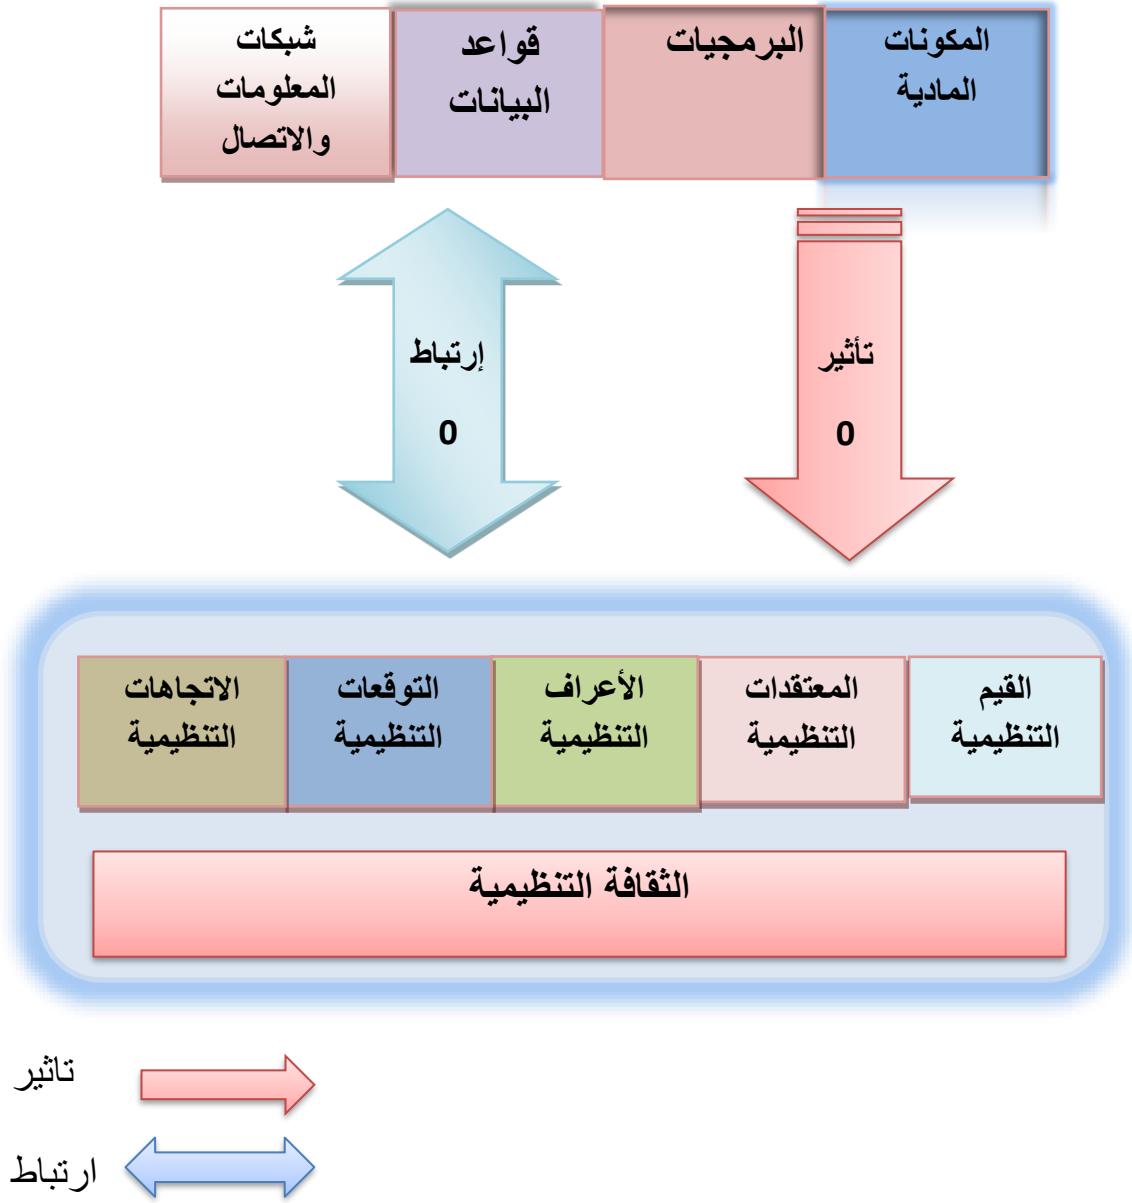 المكونات
المادية
البرمجيات
قواعد
البيانات
شبكات
المعلومات
والاتصال
تأثير
0
إرتباط
0
القيم
التنظيمية
المعتقدات
التنظيمية
الأعراف
التنظيمية
التوقعات
التنظيمية
الاتجاهات
التنظيمية
الثقافة التنظيمية
تاثير
ارتباط